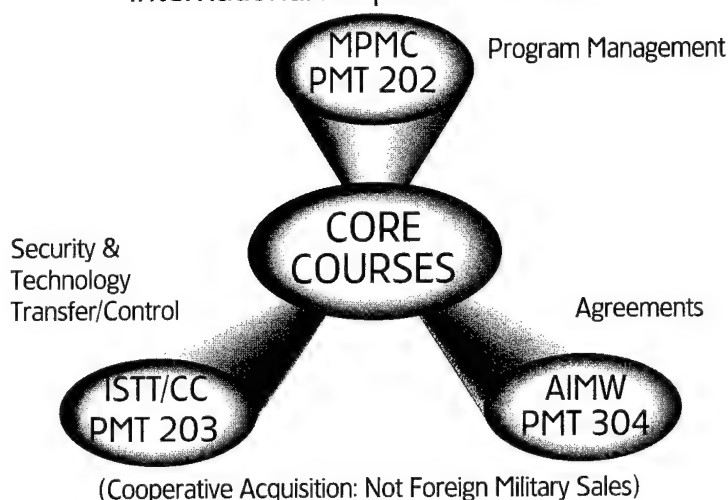 MPMC
PMT 202
Program Management
CORE
COURSES
Security &
Technology
Transfer/Control
Agreements
ISTT/CC
PMT 203
AIMW
PMT 304
(Cooperative Acquisition: Not Foreign Military Sales)